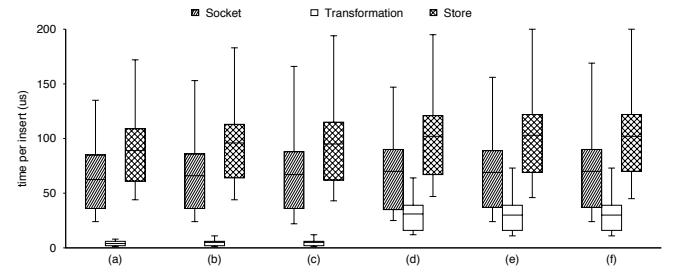 Socket Transformation Store
200
150
100
50
0
time per insert (us)
(a) (b) (c) (d) (e) (f)